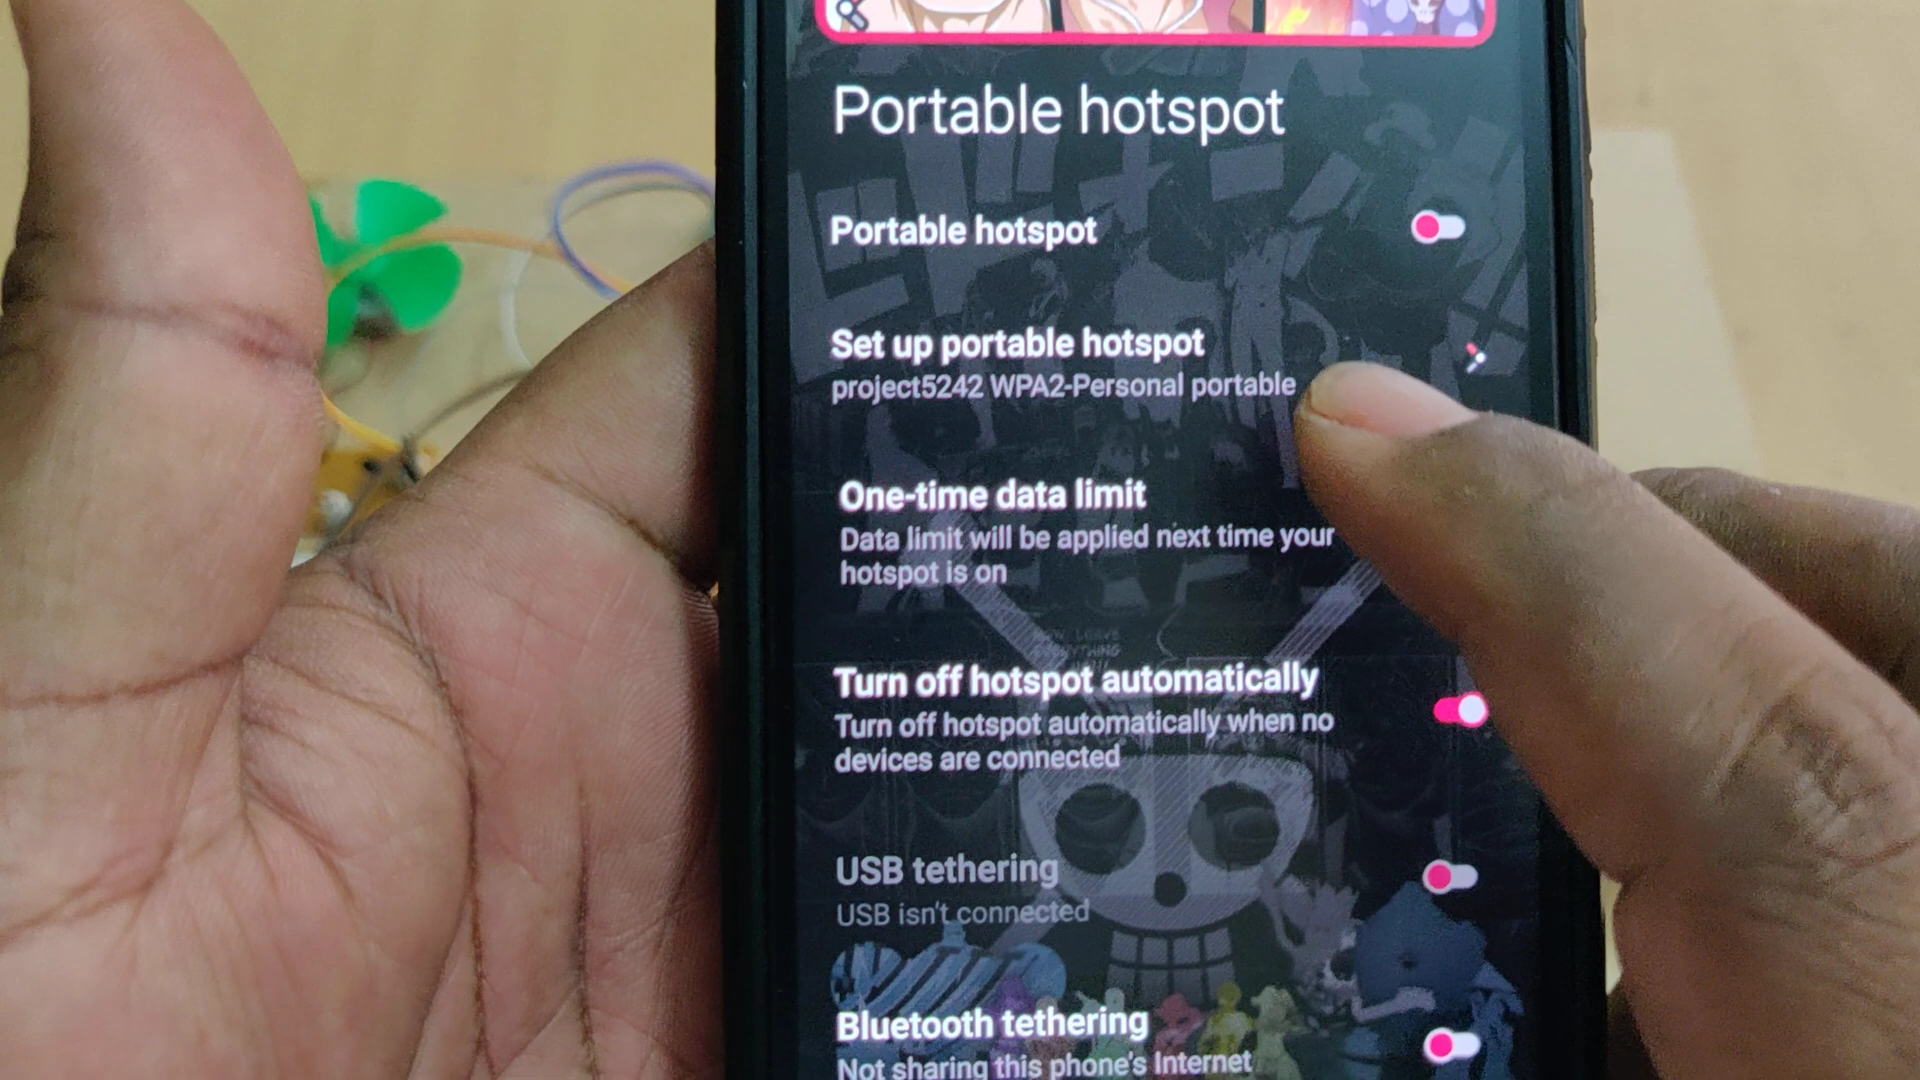 Portable hotspot
Portable hotspot
Set up portable hotspot
project5242 WPA2-Personal portable
One-time data limit
Data limit will be applied next time your
hotspot is on
Turn off hotspot automatically
Turn off hotspot automatically when no
devices are connected
USB tethering
USB isn't connected
Bluetooth tethering
Not sharing this phone's Internet